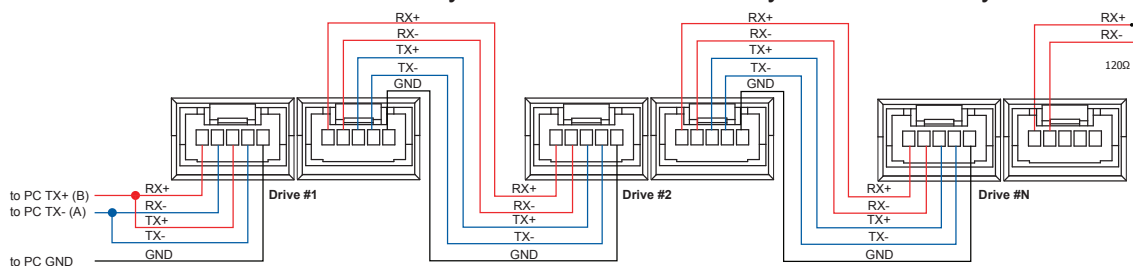 RX+
RX-
TX+
TX-
GND
RX+
RX-
TX+
TX-
GND
RX+
RX-
120Ω
to PC TX+ (B)
to PC TX- (A)
to PC GND
RX+
RX-
TX+
TX-
GND
Drive #1
RX+
RX-
TX+
TX-
GND
Drive #2
RX+
RX-
TX+
TX-
GND
Drive #N